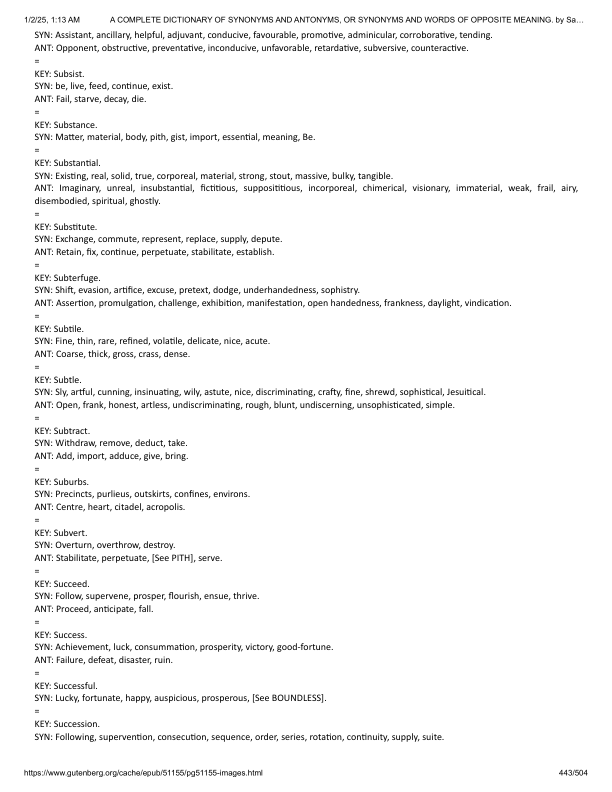 1/2/25, 1:13 AM A COMPLETE DICTIONARY OF SYNONYMS AND ANTONYMS, OR SYNONYMS AND WORDS OF OPPOSITE MEANING. by Sa…
SYN: Assistant, ancillary, helpful, adjuvant, conducive, favourable, promotive, adminicular, corroborative, tending.
ANT: Opponent, obstructive, preventative, inconducive, unfavorable, retardative, subversive, counteractive.
=
KEY: Subsist.
SYN: be, live, feed, continue, exist.
ANT: Fail, starve, decay, die.
=
KEY: Substance.
SYN: Matter, material, body, pith, gist, import, essential, meaning, Be.
=
KEY: Substantial.
SYN: Existing, real, solid, true, corporeal, material, strong, stout, massive, bulky, tangible.
ANT: Imaginary, unreal, insubstantial, fictitious, supposititious, incorporeal, chimerical, visionary, immaterial, weak, frail, airy,
disembodied, spiritual, ghostly.
=
KEY: Substitute.
SYN: Exchange, commute, represent, replace, supply, depute.
ANT: Retain, fix, continue, perpetuate, stabilitate, establish.
=
KEY: Subterfuge.
SYN: Shift, evasion, artifice, excuse, pretext, dodge, underhandedness, sophistry.
ANT: Assertion, promulgation, challenge, exhibition, manifestation, open handedness, frankness, daylight, vindication.
=
KEY: Subtile.
SYN: Fine, thin, rare, refined, volatile, delicate, nice, acute.
ANT: Coarse, thick, gross, crass, dense.
=
KEY: Subtle.
SYN: Sly, artful, cunning, insinuating, wily, astute, nice, discriminating, crafty, fine, shrewd, sophistical, Jesuitical.
ANT: Open, frank, honest, artless, undiscriminating, rough, blunt, undiscerning, unsophisticated, simple.
=
KEY: Subtract.
SYN: Withdraw, remove, deduct, take.
ANT: Add, import, adduce, give, bring.
=
KEY: Suburbs.
SYN: Precincts, purlieus, outskirts, confines, environs.
ANT: Centre, heart, citadel, acropolis.
=
KEY: Subvert.
SYN: Overturn, overthrow, destroy.
ANT: Stabilitate, perpetuate, [See PITH], serve.
=
KEY: Succeed.
SYN: Follow, supervene, prosper, flourish, ensue, thrive.
ANT: Proceed, anticipate, fall.
=
KEY: Success.
SYN: Achievement, luck, consummation, prosperity, victory, good-fortune.
ANT: Failure, defeat, disaster, ruin.
=
KEY: Successful.
SYN: Lucky, fortunate, happy, auspicious, prosperous, [See BOUNDLESS].
=
KEY: Succession.
SYN: Following, supervention, consecution, sequence, order, series, rotation, continuity, supply, suite.
https://www.gutenberg.org/cache/epub/51155/pg51155-images.html 443/504